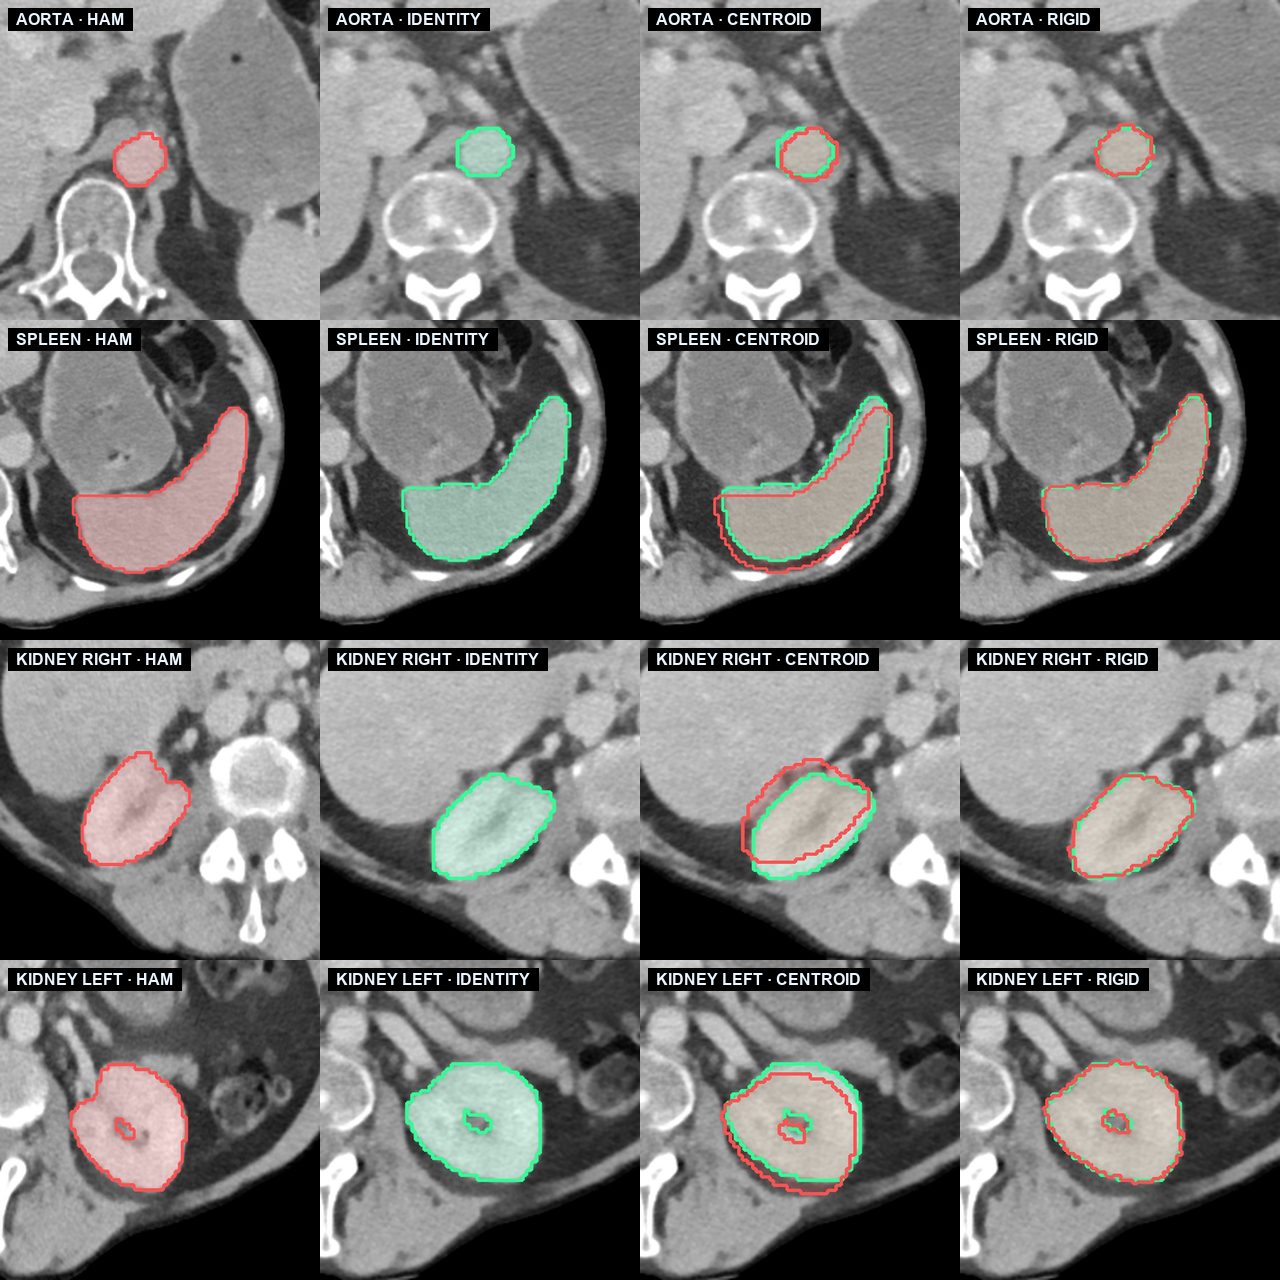 AORTA · HAM
AORTA · IDENTITY
AORTA · CENTROID
AORTA · RIGID
SPLEEN · HAM
SPLEEN · IDENTITY
SPLEEN · CENTROID
SPLEEN · RIGID
KIDNEY RIGHT · HAM
KIDNEY RIGHT · IDENTITY
KIDNEY RIGHT · CENTROID
KIDNEY RIGHT · RIGID
KIDNEY LEFT · HAM
KIDNEY LEFT · IDENTITY
KIDNEY LEFT · CENTROID
KIDNEY LEFT · RIGID